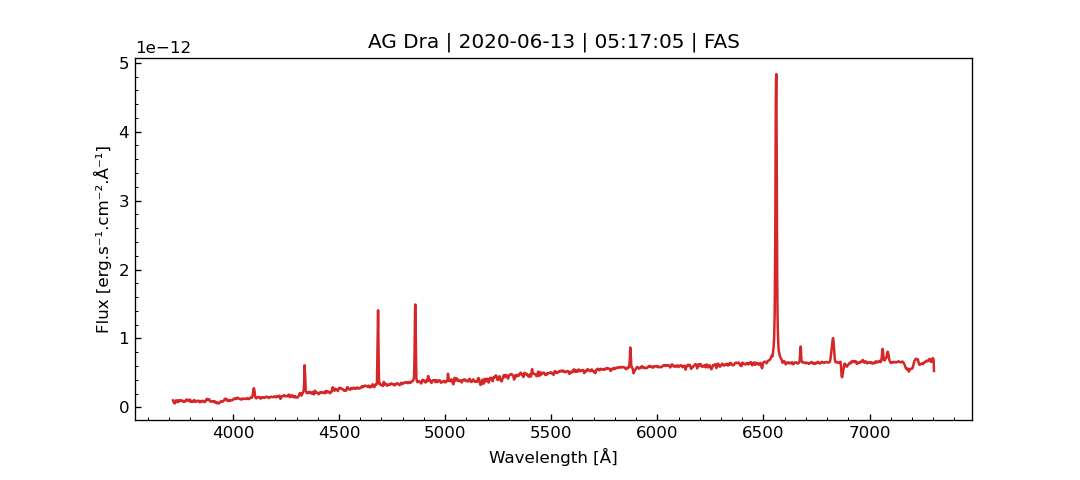 AG Dra | 2020-06-13 | 05:17:05 | FAS
1e−12
5
4
3
2
1
0
Flux [erg.s⁻¹.cm⁻².Å⁻¹]
4000 4500 5000 5500 6000 6500 7000
Wavelength [Å]